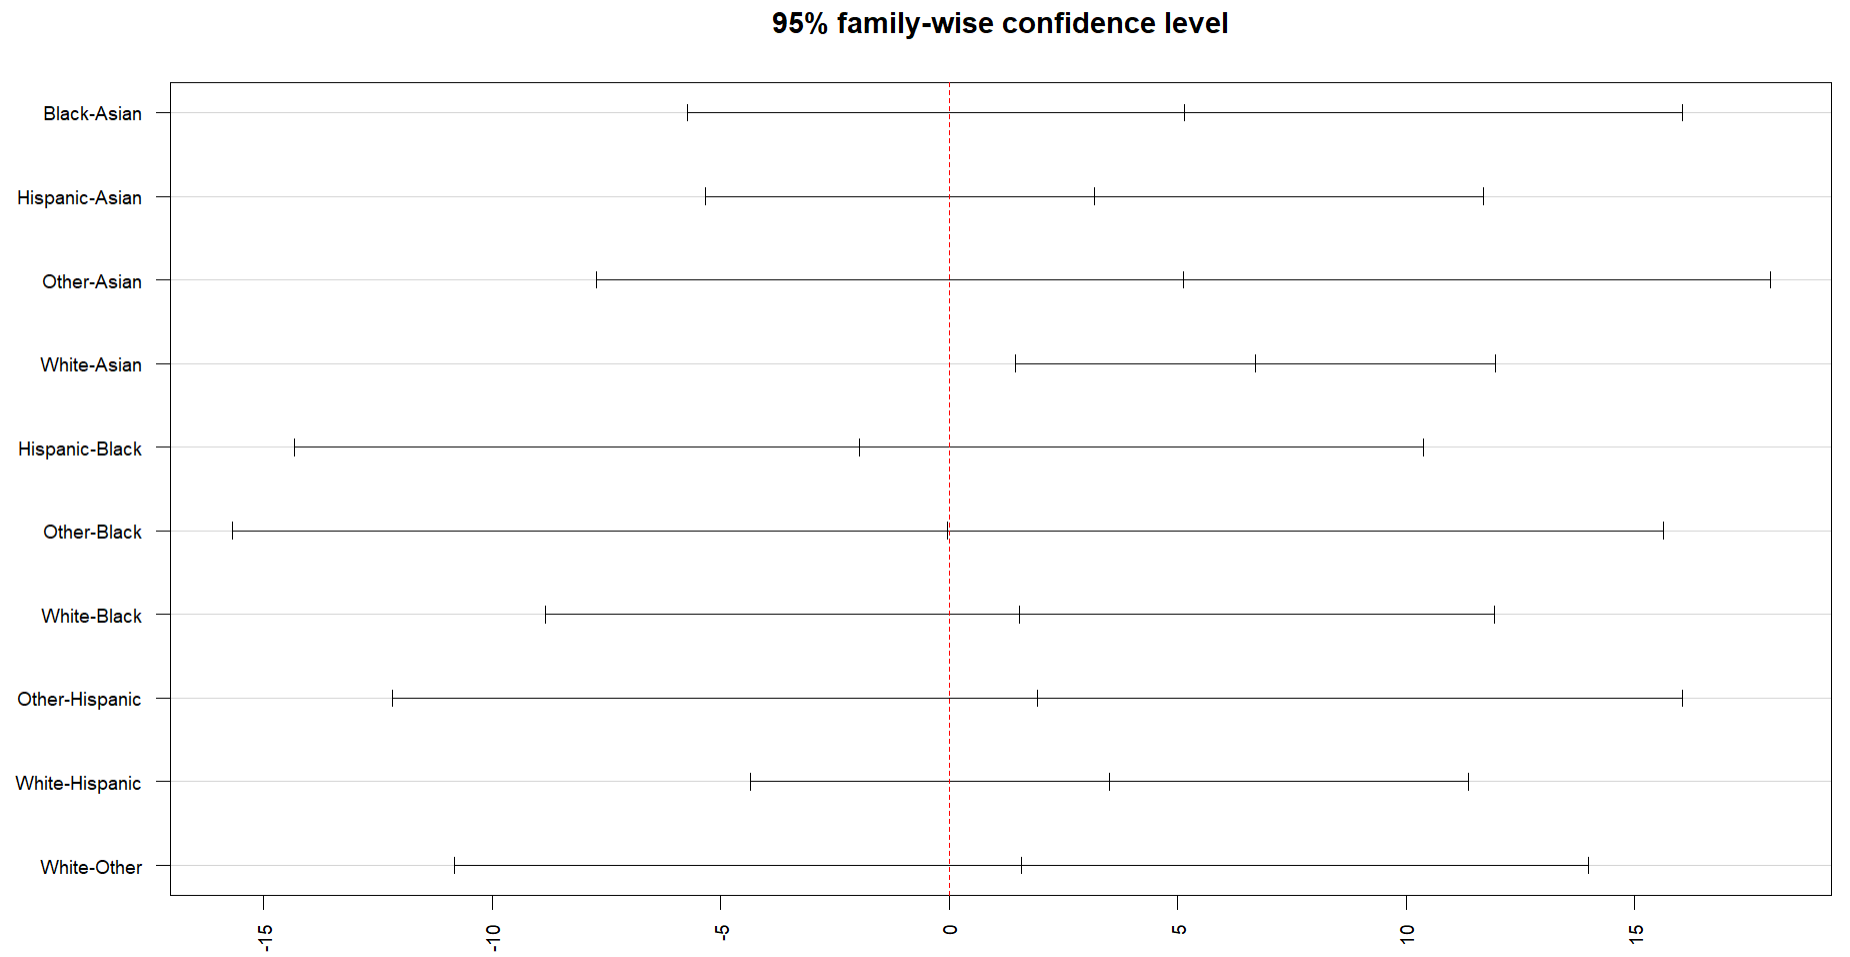 95% family-wise confidence level
Black-Asian
Hispanic-Asian
Other-Asian
White-Asian
Hispanic-Black
Other-Black
White-Black
Other-Hispanic
White-Hispanic
White-Other
-15 -10 -5 0 5 10 15